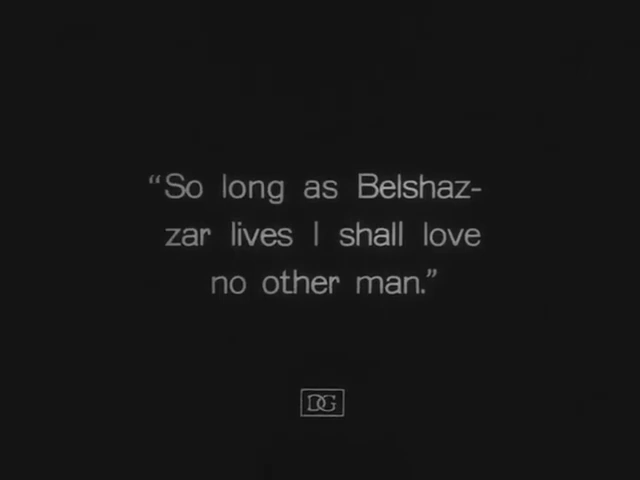 “So long as Belshaz-
zar lives I shall love
no other man.”
DG